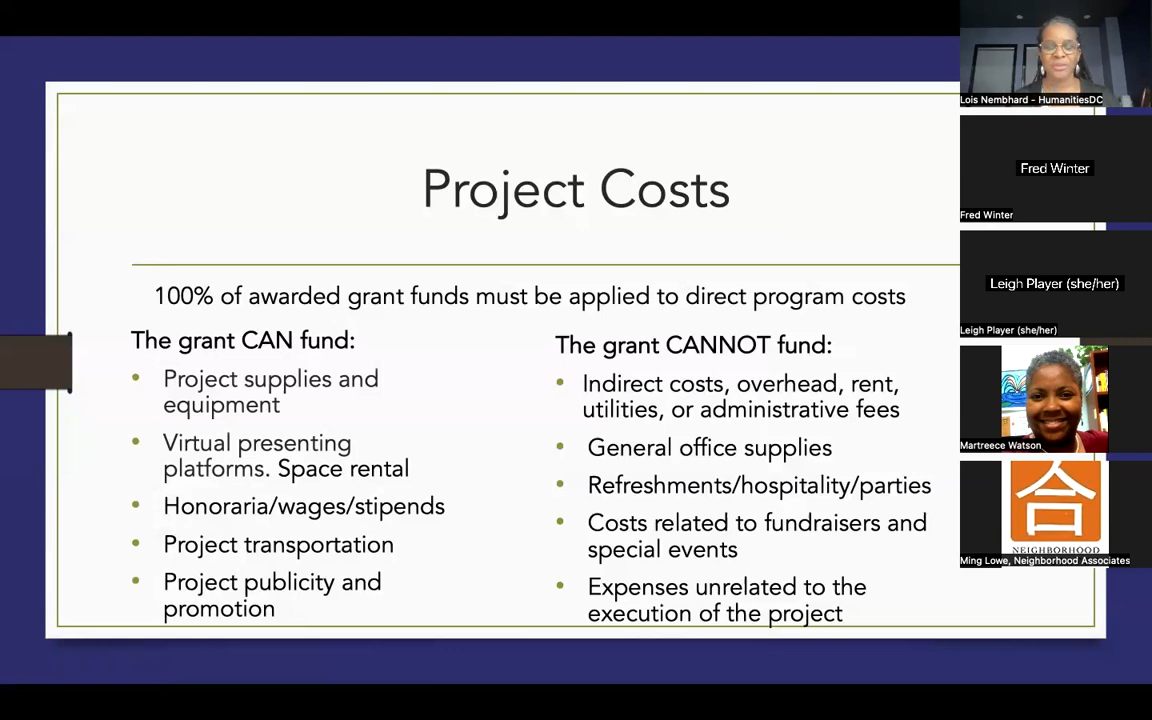 Project Costs
100% of awarded grant funds must be applied to direct program costs
The grant CAN fund:
• Project supplies and
equipment
• Virtual presenting
platforms. Space rental
• Honoraria/wages/stipends
• Project transportation
• Project publicity and
promotion
The grant CANNOT fund:
• Indirect costs, overhead, rent,
utilities, or administrative fees
• General office supplies
• Refreshments/hospitality/parties
• Costs related to fundraisers and
special events
• Expenses unrelated to the
execution of the project
Lois Nembhard - HumanitiesDC
Fred Winter
Fred Winter
Leigh Player (she/her)
Leigh Player (she/her)
Martreece Watson
合
NEIGHBORHOOD
Ming Lowe, Neighborhood Associates